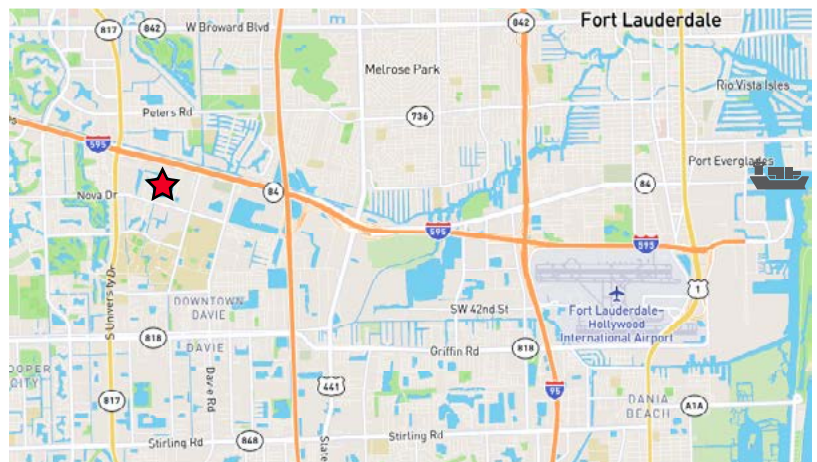 Fort Lauderdale
817
842
W Broward Blvd
842
Melrose Park
Rio Vista Isles
Peters Rd
736
595
Port Everglades
84
84
Nova Dr
595
595
S University Dr
1
DOWNTOWN
DAVIE
SW 42nd St
Fort Lauderdale-
Hollywood
International Airport
818
DAVIE
Griffin Rd
818
OOPER
CITY
441
95
Davie Rd
817
DANIA
BEACH
A1A
Stirling Rd
848
Stirling Rd
State